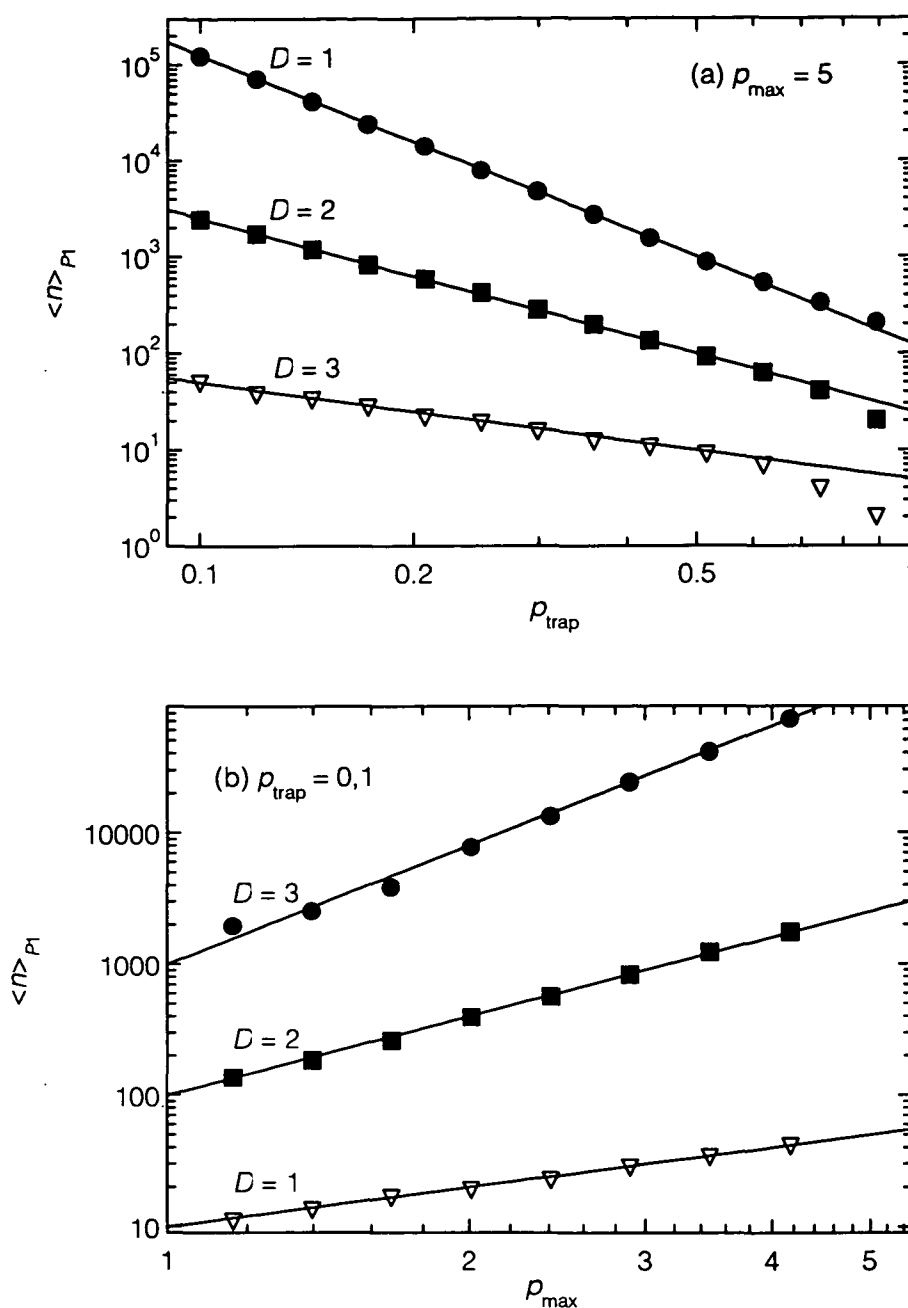 10^5
10^4
10^3
10^2
10^1
10^0
<n>_{P1}
D = 1
D = 2
D = 3
(a) p_max = 5
0.1
0.2
0.5
p_trap
10000
1000
100
10
<n>_{P1}
(b) p_trap = 0,1
D = 3
D = 2
D = 1
1
2
3
4
5
p_max